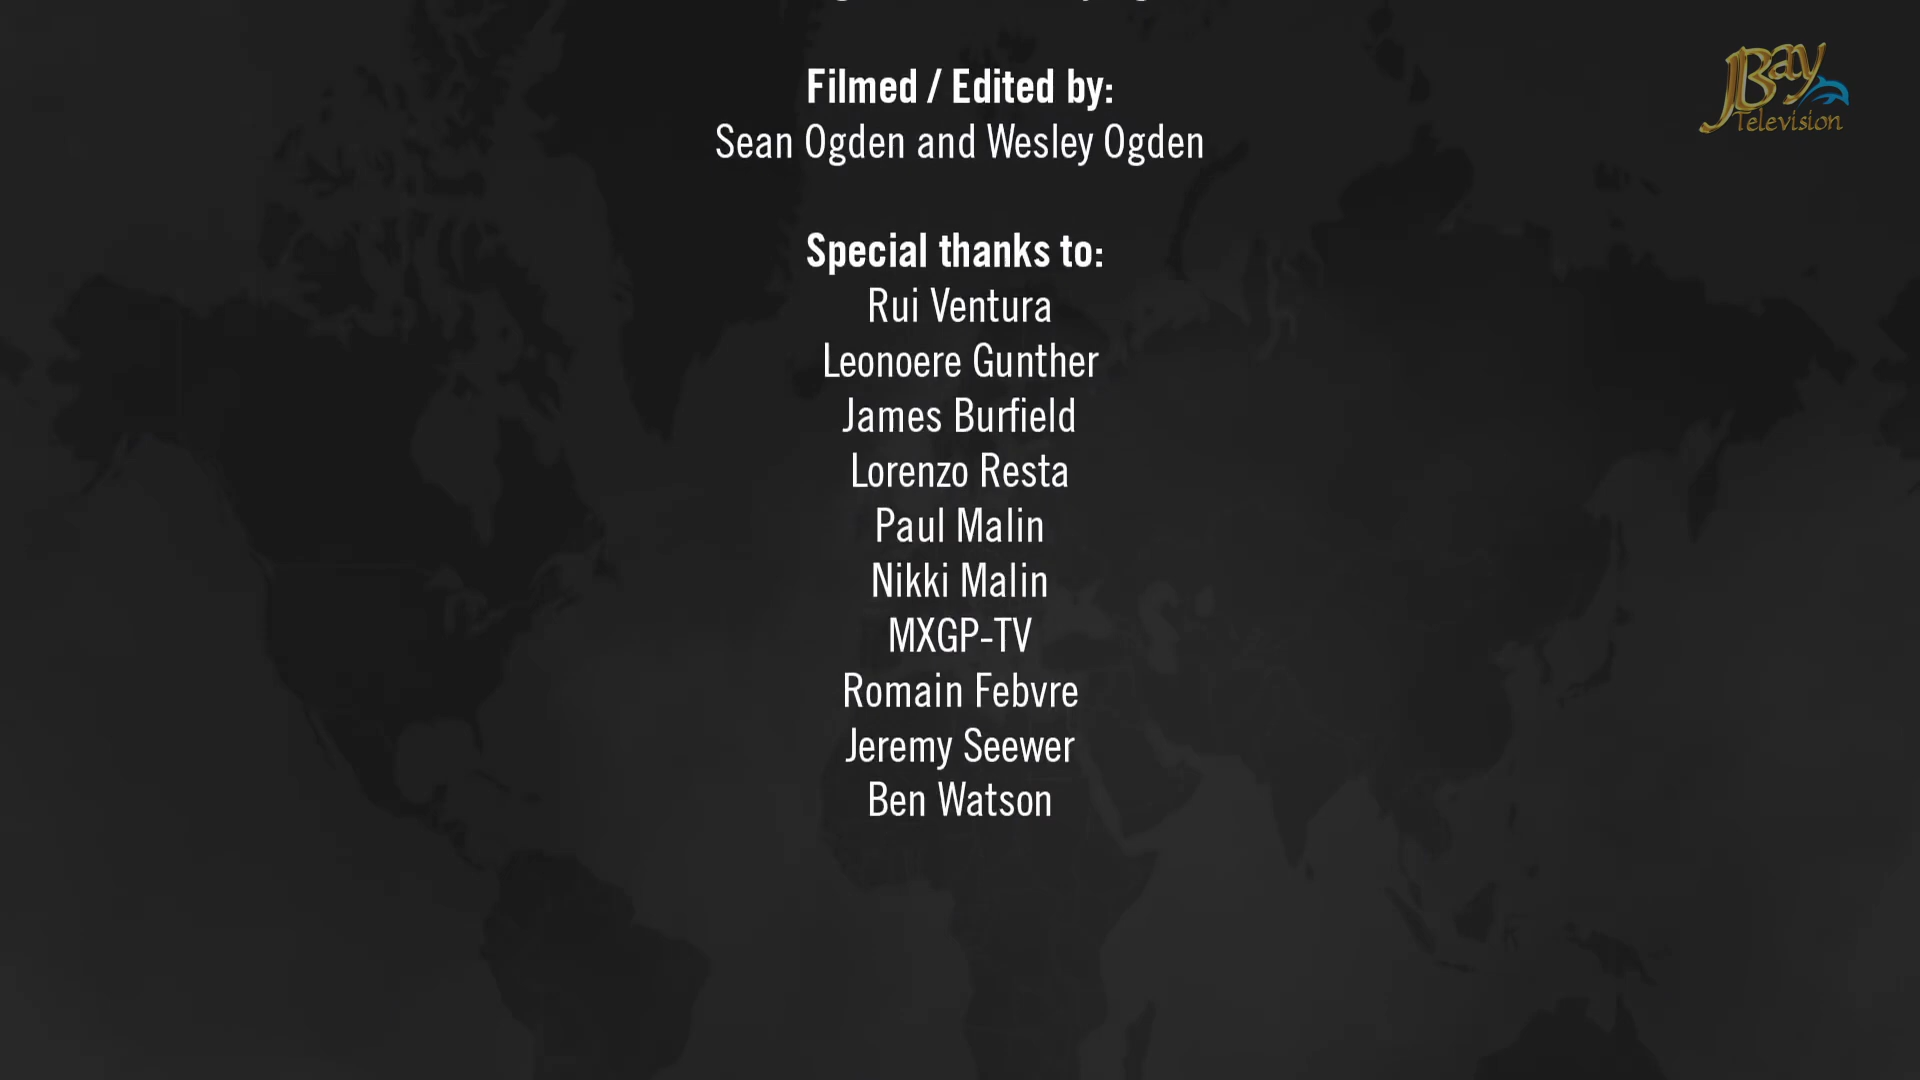 Filmed / Edited by:
Sean Ogden and Wesley Ogden
Special thanks to:
Rui Ventura
Leonoere Gunther
James Burfield
Lorenzo Resta
Paul Malin
Nikki Malin
MXGP-TV
Romain Febvre
Jeremy Seewer
Ben Watson
JBay
Television